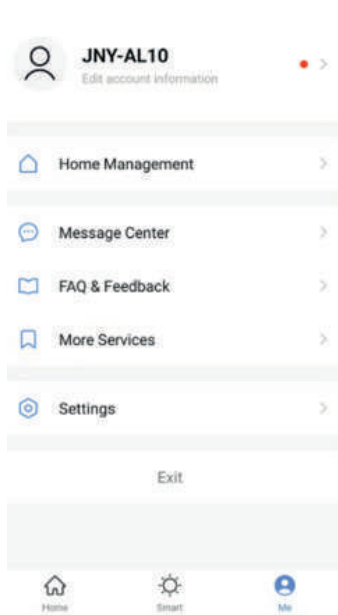 JNY-AL10
Edit account information
Home Management
Message Center
FAQ & Feedback
More Services
Settings
Exit
Home Smart Me